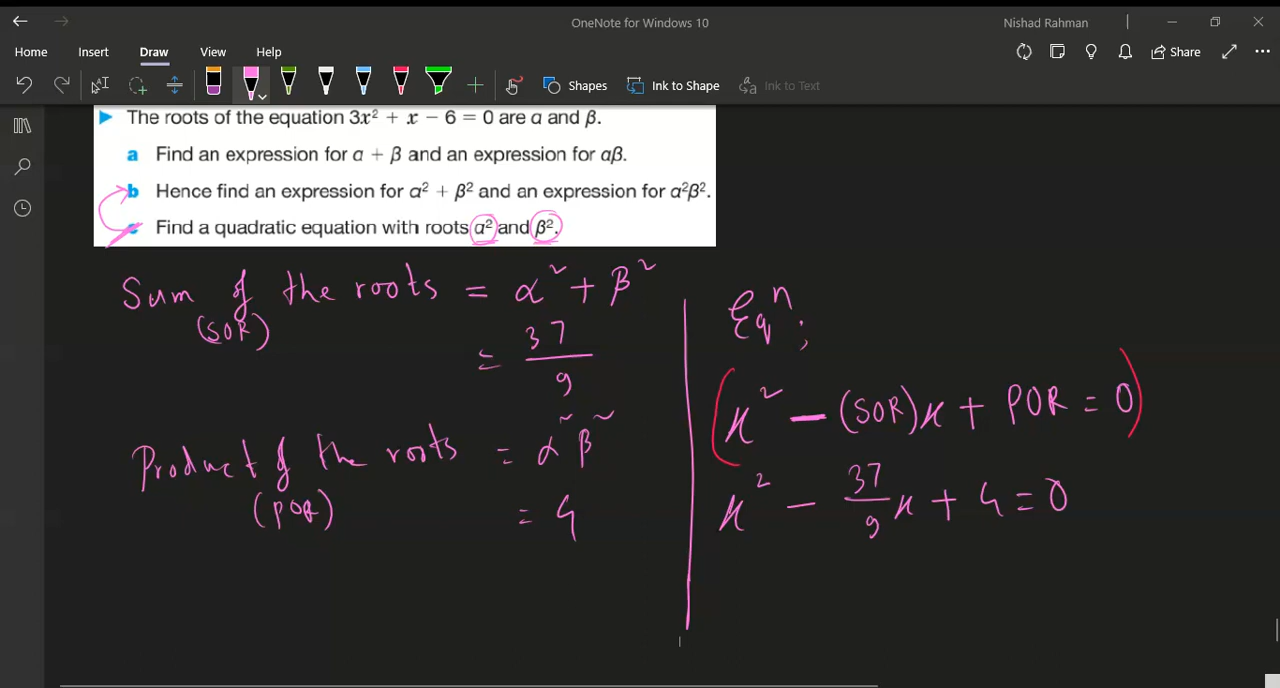 OneNote for Windows 10
Nishad Rahman
Home Insert Draw View Help
Share
Shapes Ink to Shape Ink to Text
The roots of the equation 3x² + x − 6 = 0 are α and β.
a Find an expression for α + β and an expression for αβ.
b Hence find an expression for α² + β² and an expression for α²β².
c Find a quadratic equation with roots α² and β².
Sum of the roots = α² + β²
(SOR)
= 37/9
Product of the roots = α²β²
(POR)
= 4
Eqⁿ;
(x² − (SOR)x + POR = 0)
x² − 37/9 x + 4 = 0